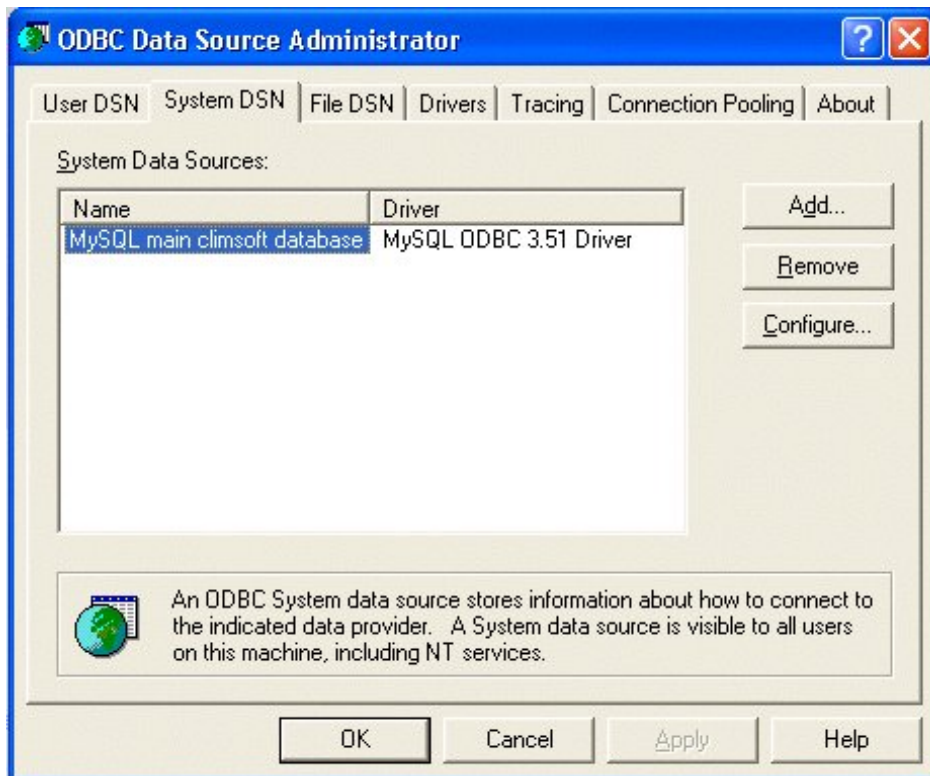 ODBC Data Source Administrator
User DSN System DSN File DSN Drivers Tracing Connection Pooling About
System Data Sources:
Name Driver
MySQL main climsoft database MySQL ODBC 3.51 Driver
Add...
Remove
Configure...
An ODBC System data source stores information about how to connect to
the indicated data provider. A System data source is visible to all users
on this machine, including NT services.
OK Cancel Apply Help